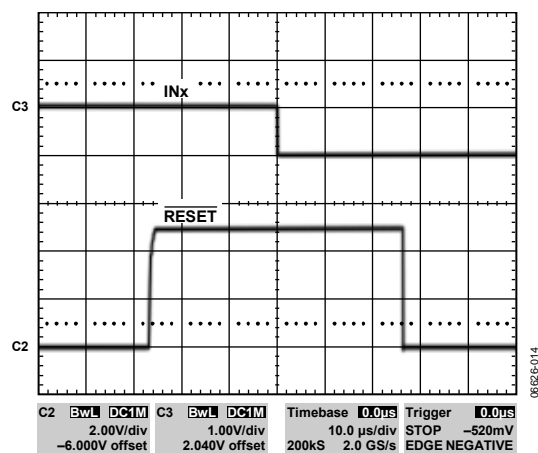 C3
INx
RESET
C2
C2 BwL DC1M
2.00V/div
–6.000V offset
C3 BwL DC1M
1.00V/div
2.040V offset
Timebase 0.0µs
10.0 µs/div
200kS 2.0 GS/s
Trigger 0.0µs
STOP –520mV
EDGE NEGATIVE
06626-014